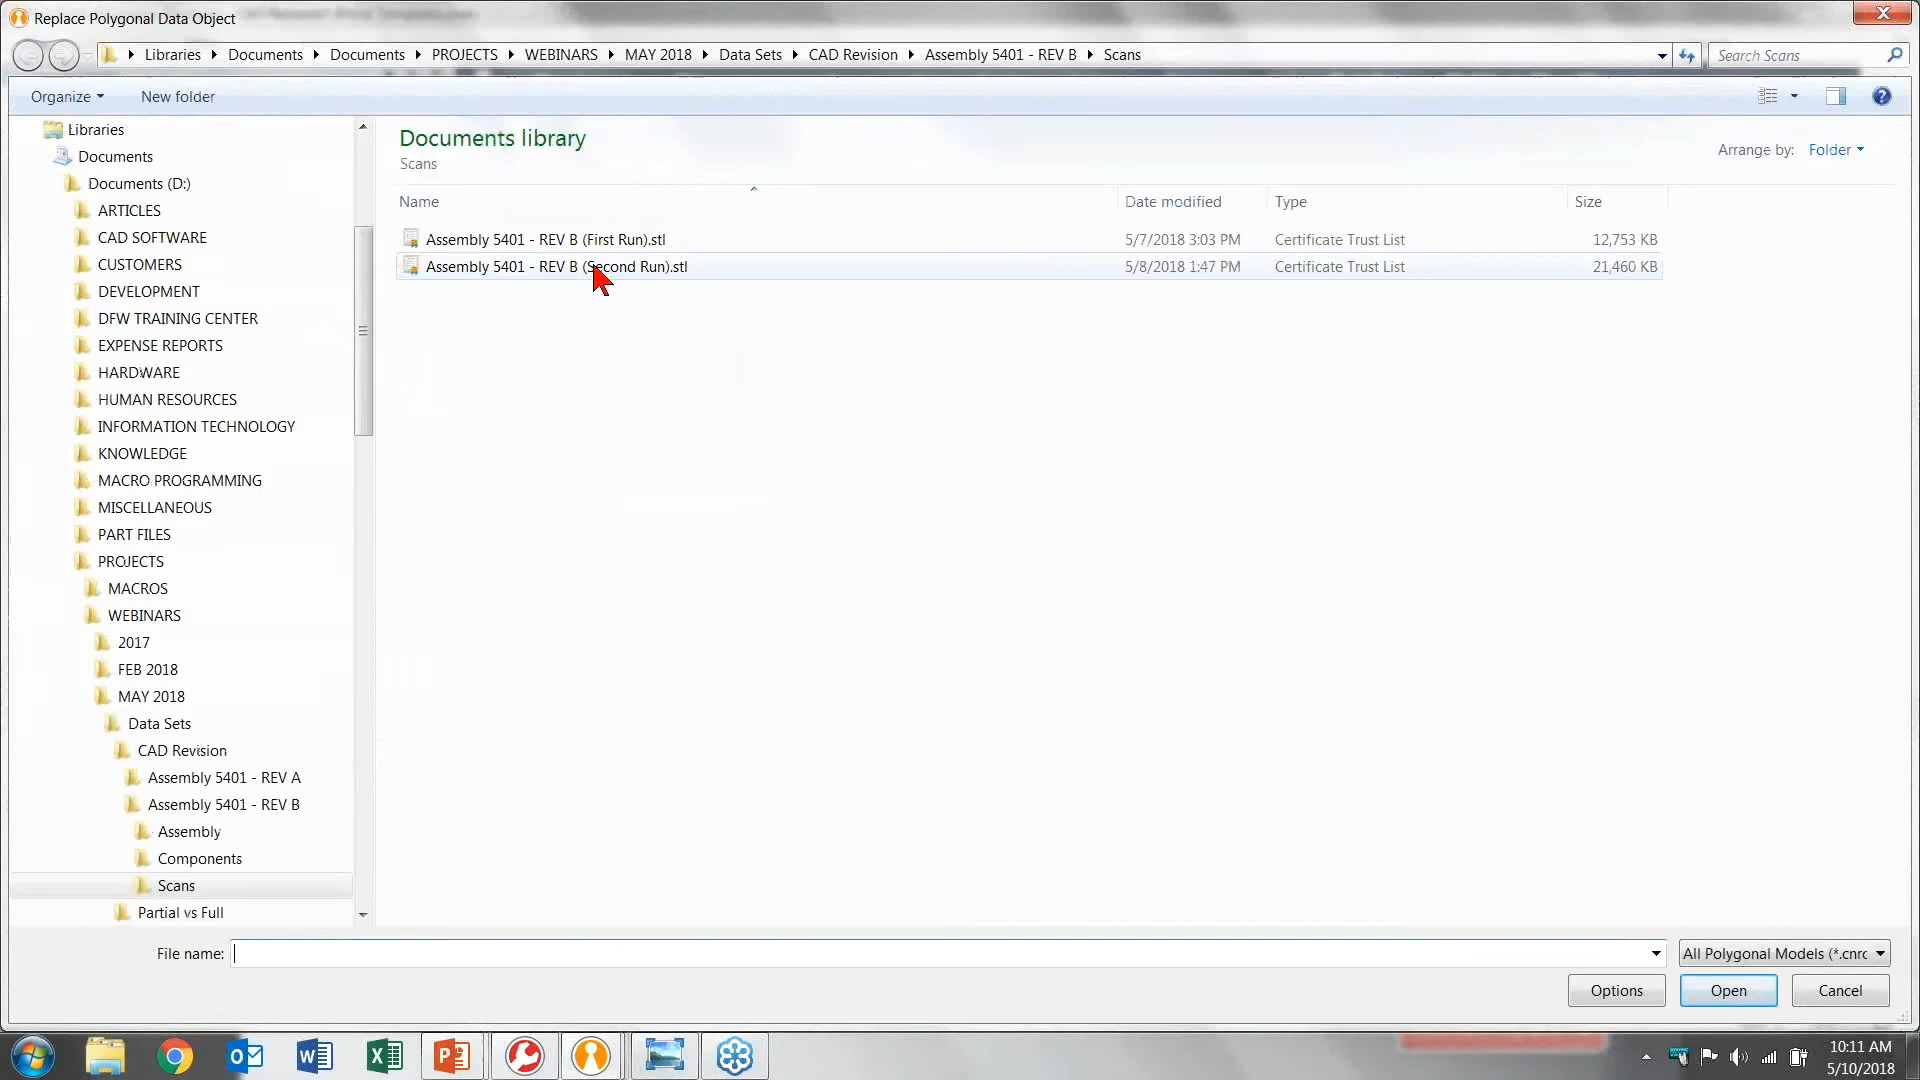 Replace Polygonal Data Object
Libraries Documents Documents PROJECTS WEBINARS MAY 2018 Data Sets CAD Revision Assembly 5401 - REV B Scans
Search Scans
Organize New folder
Libraries
Documents
Documents (D:)
ARTICLES
CAD SOFTWARE
CUSTOMERS
DEVELOPMENT
DFW TRAINING CENTER
EXPENSE REPORTS
HARDWARE
HUMAN RESOURCES
INFORMATION TECHNOLOGY
KNOWLEDGE
MACRO PROGRAMMING
MISCELLANEOUS
PART FILES
PROJECTS
MACROS
WEBINARS
2017
FEB 2018
MAY 2018
Data Sets
CAD Revision
Assembly 5401 - REV A
Assembly 5401 - REV B
Assembly
Components
Scans
Partial vs Full
Documents library
Scans
Arrange by: Folder
Name Date modified Type Size
Assembly 5401 - REV B (First Run).stl 5/7/2018 3:03 PM Certificate Trust List 12,753 KB
Assembly 5401 - REV B (Second Run).stl 5/8/2018 1:47 PM Certificate Trust List 21,460 KB
File name:
All Polygonal Models (*.cnrc
Options Open Cancel
10:11 AM
5/10/2018